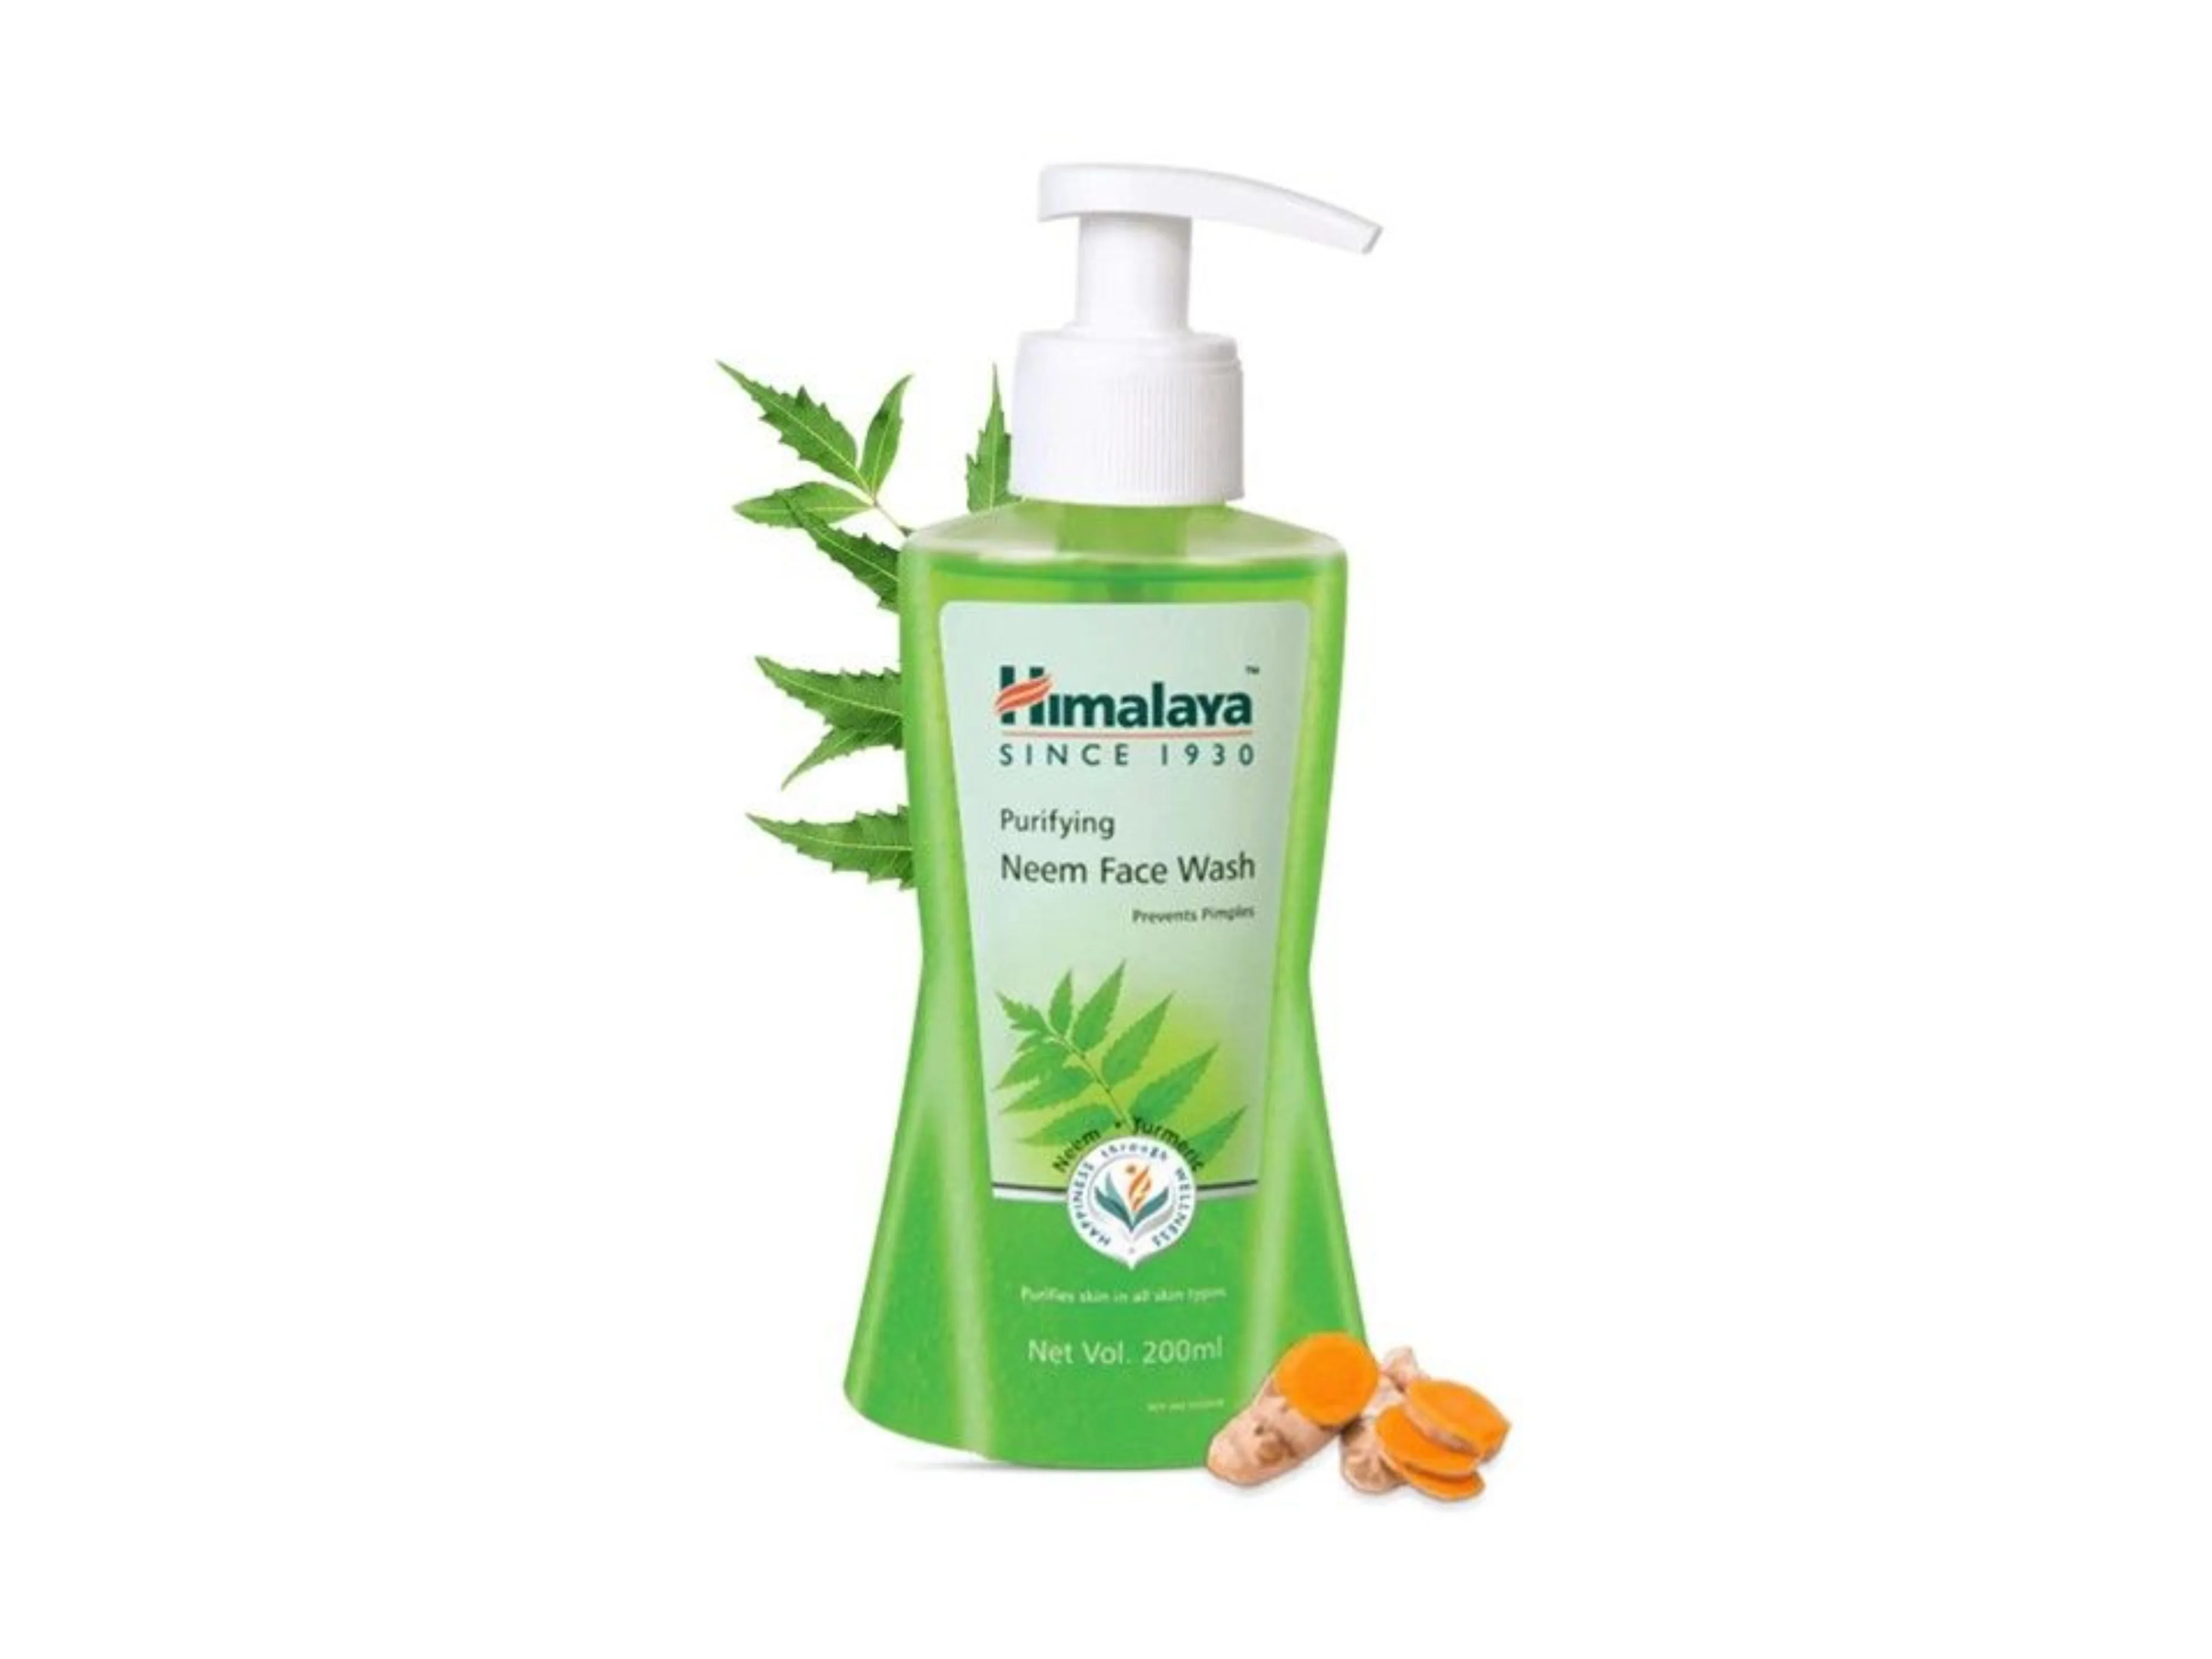 Himalaya™
SINCE 1930
Purifying
Neem Face Wash
Prevents Pimples
Neem • Turmeric
HAPPINESS through WELLNESS
Purifies skin in all skin types
Net Vol. 200ml